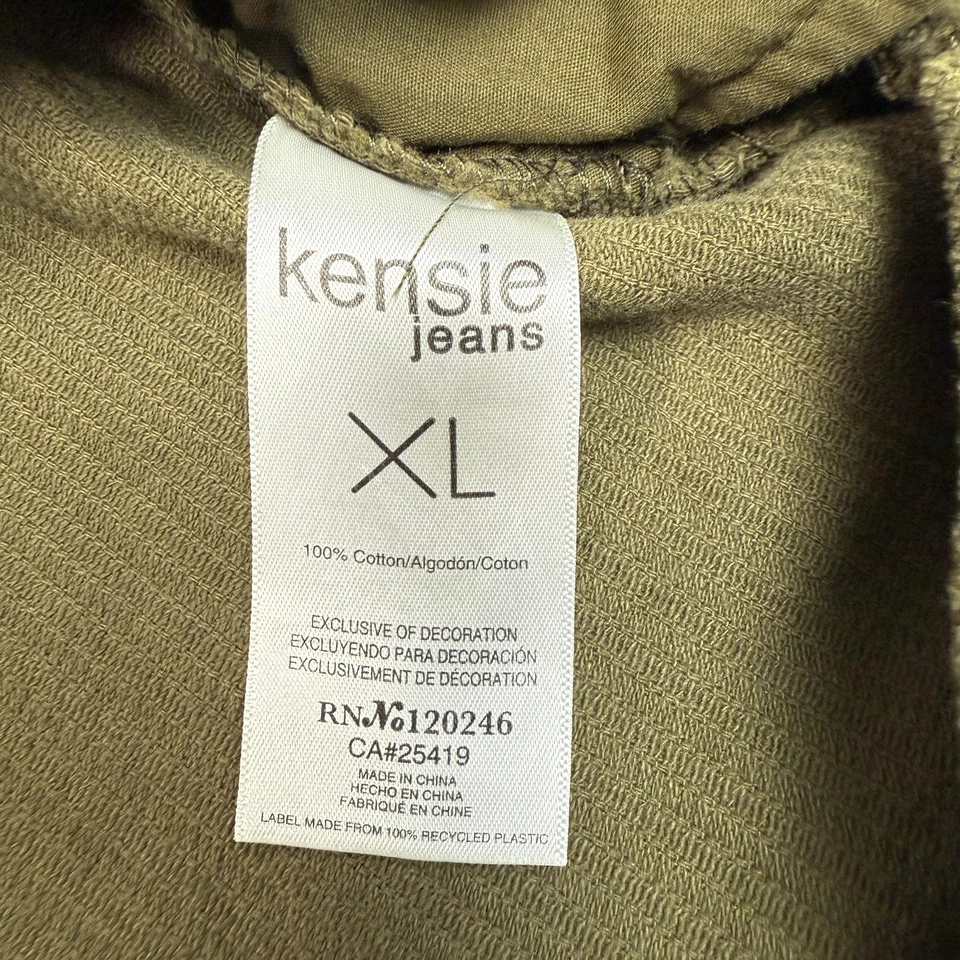 kensie
jeans
XL
100% Cotton/Algodón/Coton
EXCLUSIVE OF DECORATION
EXCLUYENDO PARA DECORACIÓN
EXCLUSIVEMENT DE DÉCORATION
RN No 120246
CA#25419
MADE IN CHINA
HECHO EN CHINA
FABRIQUÉ EN CHINE
LABEL MADE FROM 100% RECYCLED PLASTIC